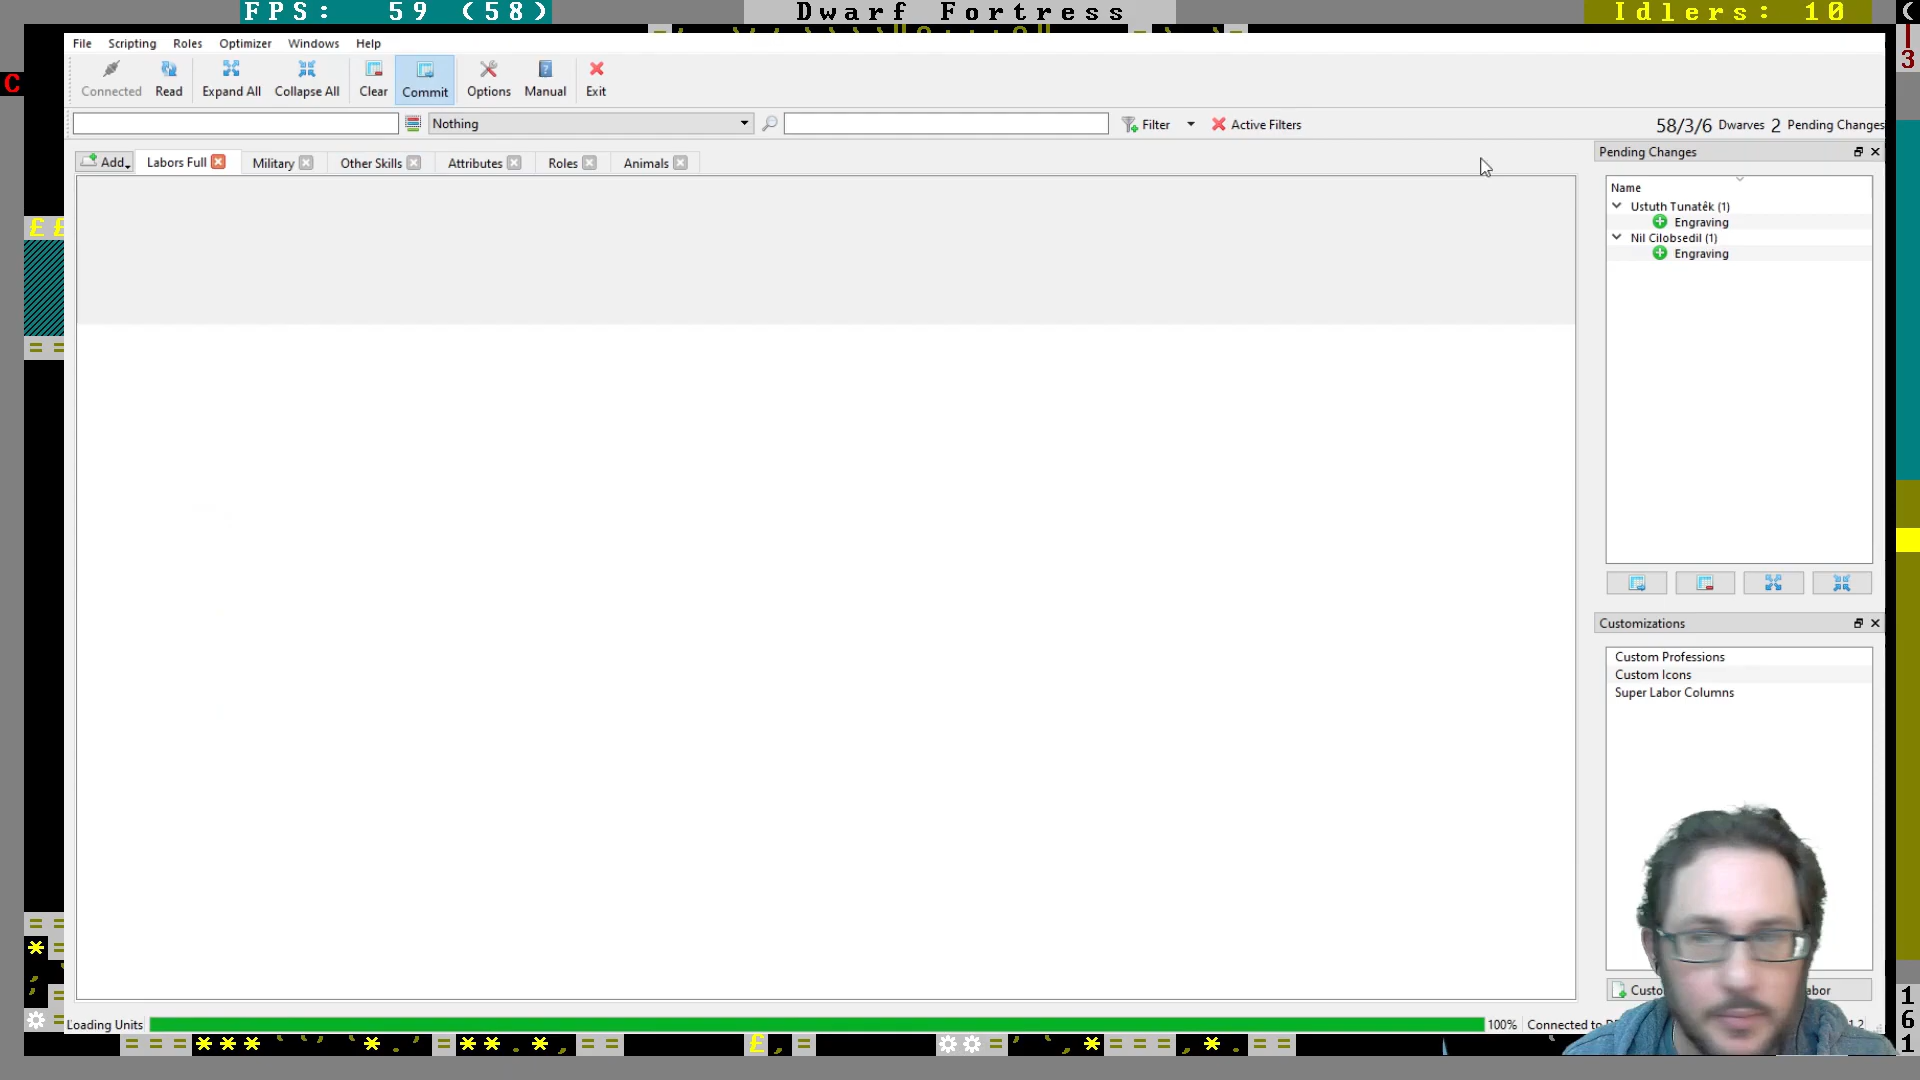 FPS: 59 (58)
Dwarf Fortress
Idlers: 10
File Scripting Roles Optimizer Windows Help
Connected Read Expand All Collapse All Clear Commit Options Manual Exit
Nothing
Filter
Active Filters
58/3/6 Dwarves 2 Pending Changes
Add
Labors Full
Military
Other Skills
Attributes
Roles
Animals
Pending Changes
Name
Ustuth Tunatêk (1)
Engraving
Nil Cilobsedil (1)
Engraving
Customizations
Custom Professions
Custom Icons
Super Labor Columns
Loading Units
100%
Connected to